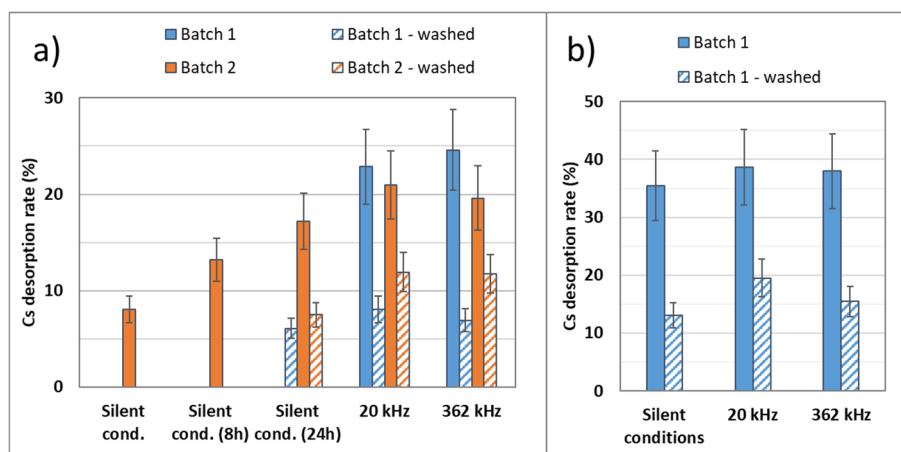 a)
Batch 1
Batch 1 - washed
Batch 2
Batch 2 - washed
Cs desorption rate (%)
30
20
10
0
Silent cond.
Silent cond. (8h)
Silent cond. (24h)
20 kHz
362 kHz
b)
Batch 1
Batch 1 - washed
Cs desorption rate (%)
50
40
30
20
10
0
Silent conditions
20 kHz
362 kHz